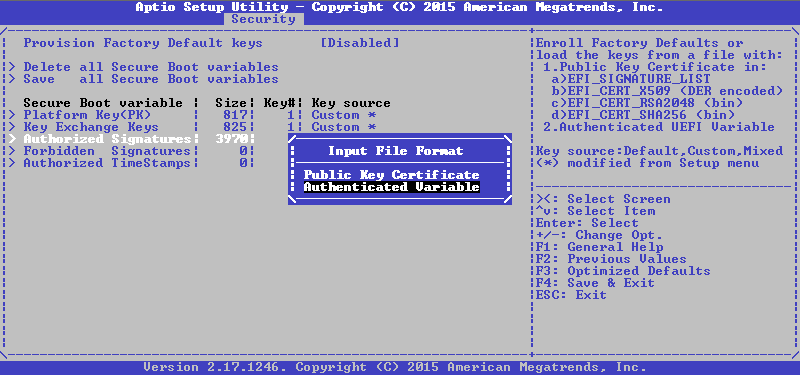 Aptio Setup Utility - Copyright (C) 2015 American Megatrends, Inc.
Security
Provision Factory Default keys [Disabled]
> Delete all Secure Boot variables
> Save all Secure Boot variables
Secure Boot variable | Size| Key#| Key source
> Platform Key(PK) | 817| 1| Custom *
> Key Exchange Keys | 825| 1| Custom *
> Authorized Signatures| 3970|
> Forbidden Signatures| 0|
> Authorized TimeStamps| 0|
Input File Format
Public Key Certificate
Authenticated Variable
Enroll Factory Defaults or
load the keys from a file with:
1.Public Key Certificate in:
a)EFI_SIGNATURE_LIST
b)EFI_CERT_X509 (DER encoded)
c)EFI_CERT_RSA2048 (bin)
d)EFI_CERT_SHA256 (bin)
2.Authenticated UEFI Variable
Key source:Default,Custom,Mixed
(*) modified from Setup menu
><: Select Screen
^v: Select Item
Enter: Select
+/-: Change Opt.
F1: General Help
F2: Previous Values
F3: Optimized Defaults
F4: Save & Exit
ESC: Exit
Version 2.17.1246. Copyright (C) 2015 American Megatrends, Inc.